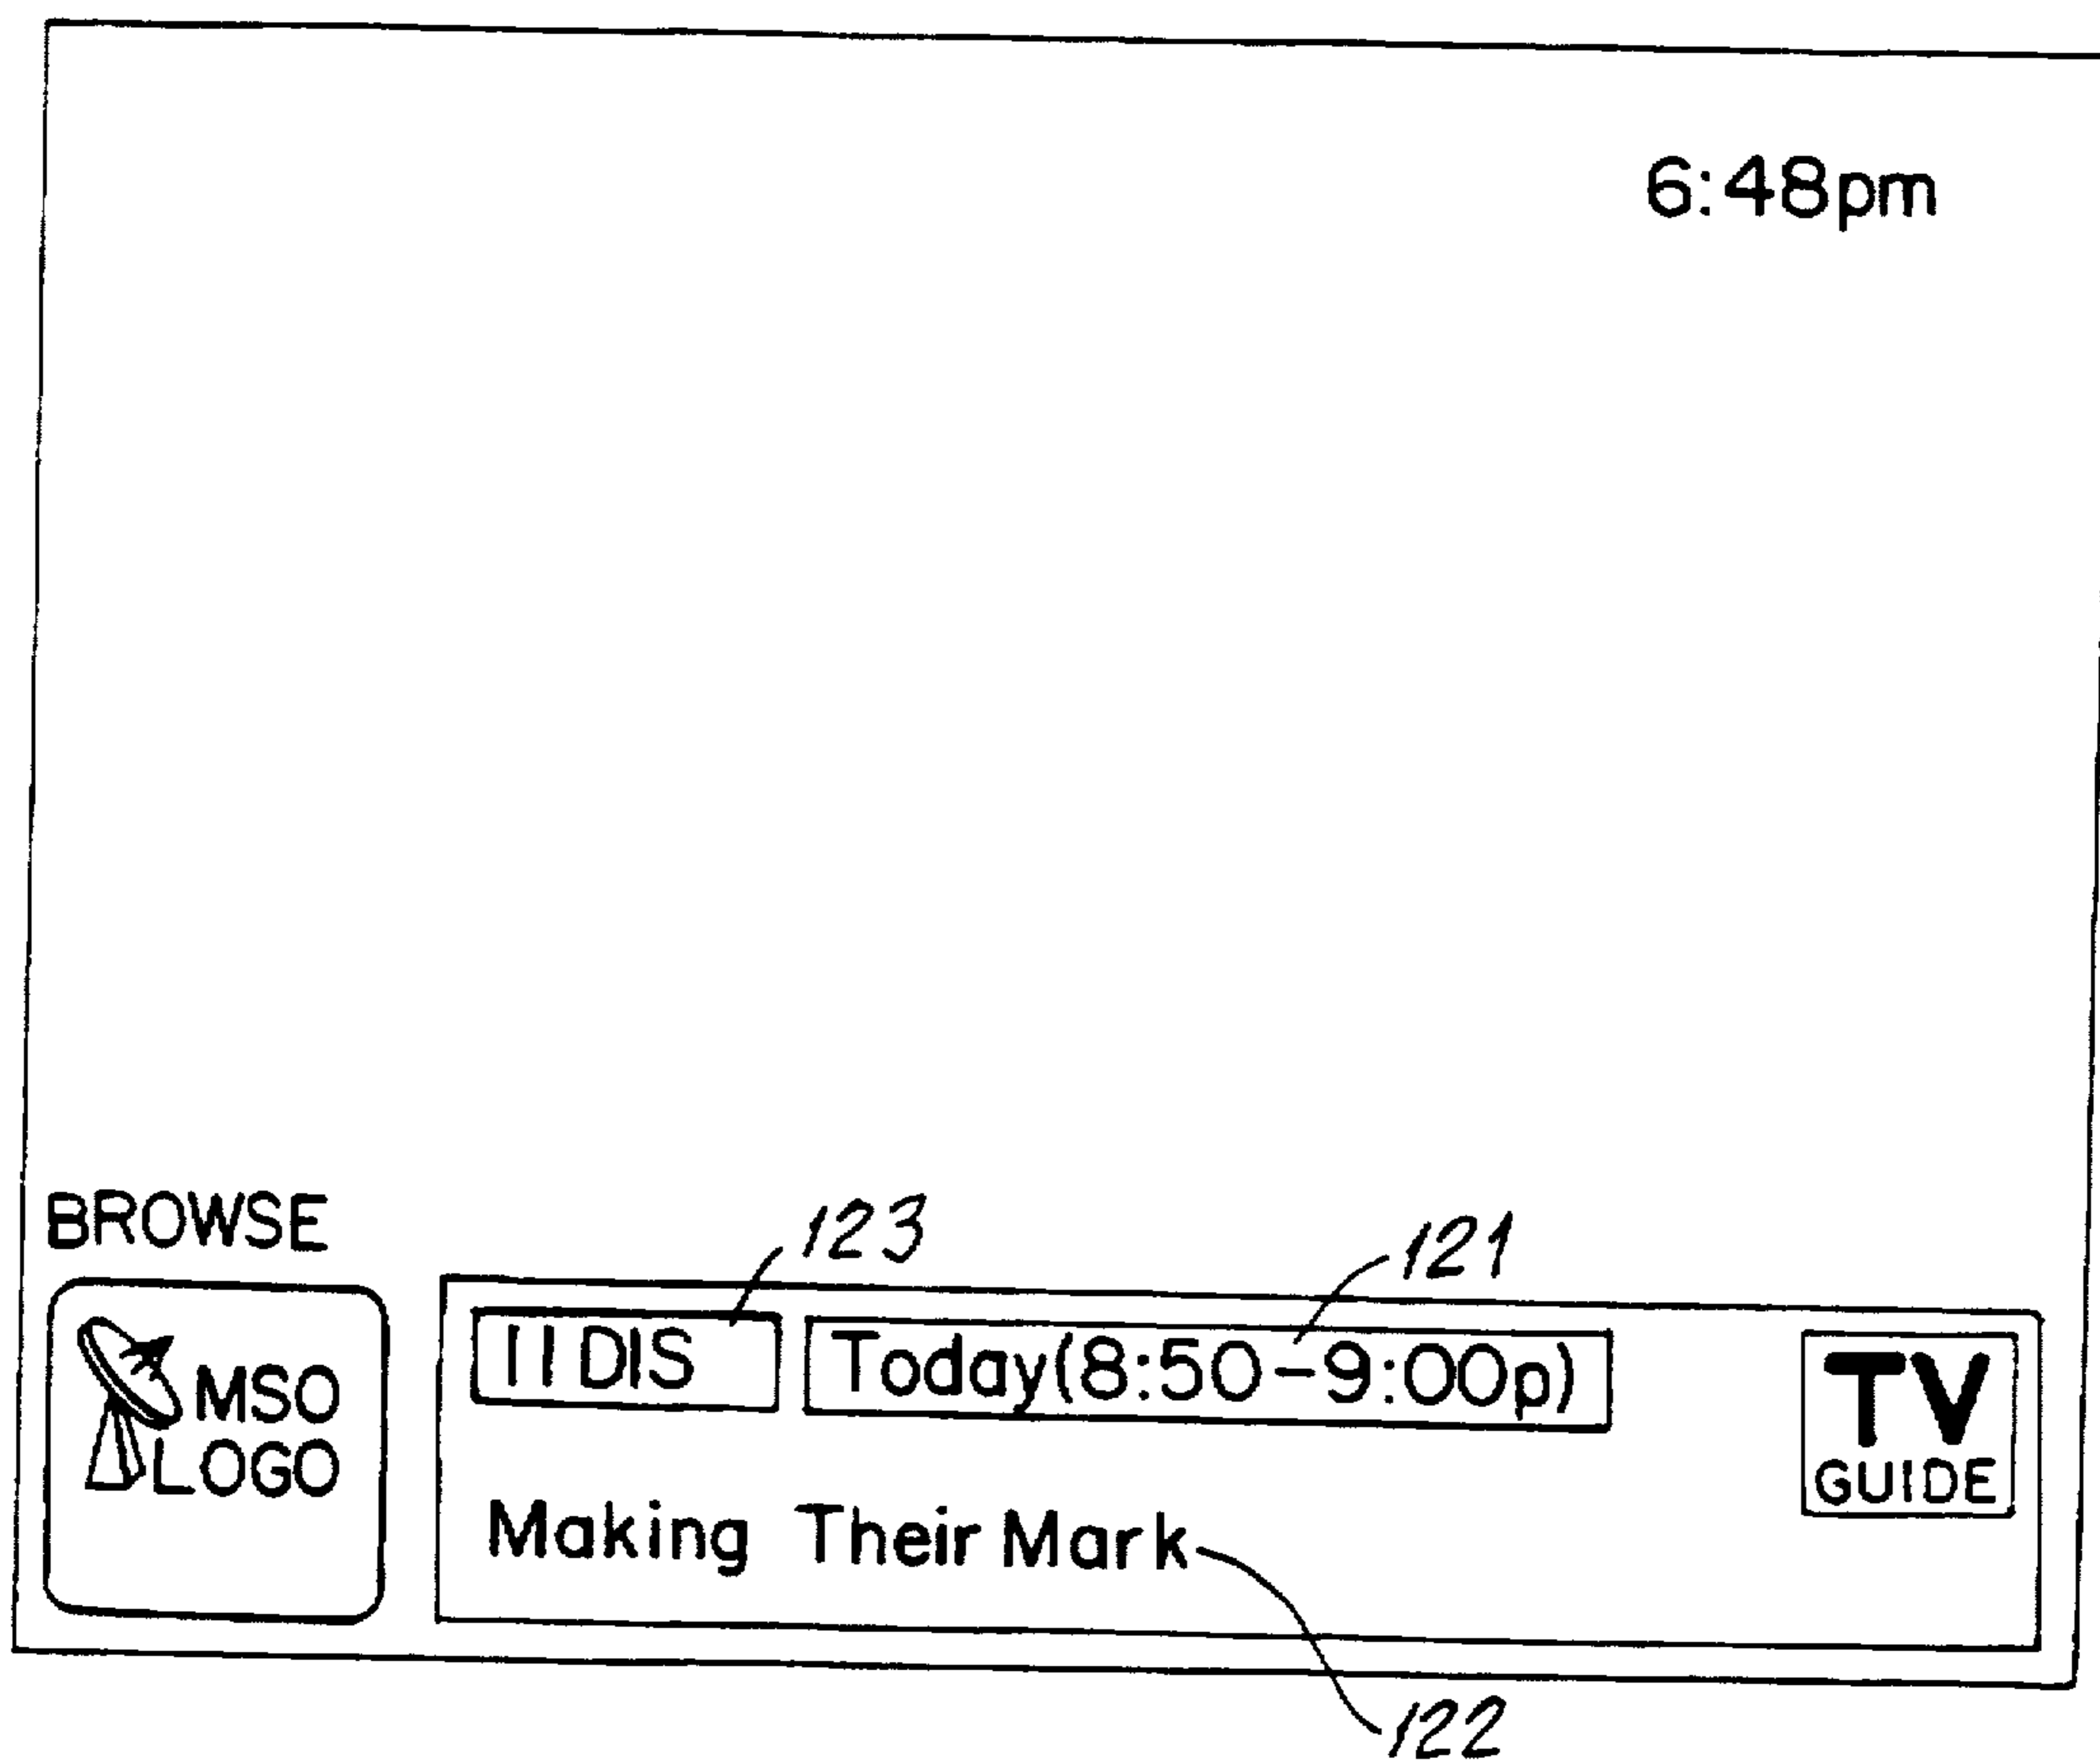 6:48pm
BROWSE
123
121
11 DIS
Today(8:50-9:00p)
TV
GUIDE
MSO
LOGO
Making Their Mark
122